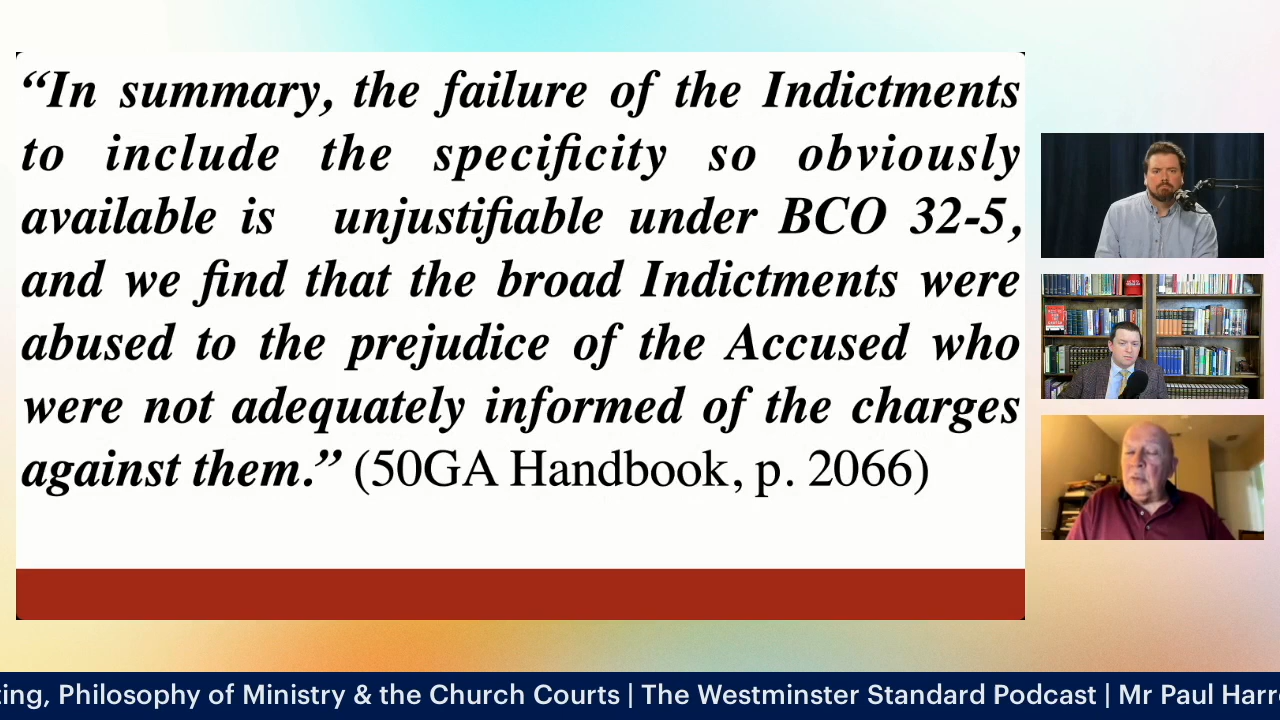 “In summary, the failure of the Indictments
to include the specificity so obviously
available is unjustifiable under BCO 32-5,
and we find that the broad Indictments were
abused to the prejudice of the Accused who
were not adequately informed of the charges
against them.” (50GA Handbook, p. 2066)
ting, Philosophy of Ministry & the Church Courts | The Westminster Standard Podcast | Mr Paul Harr